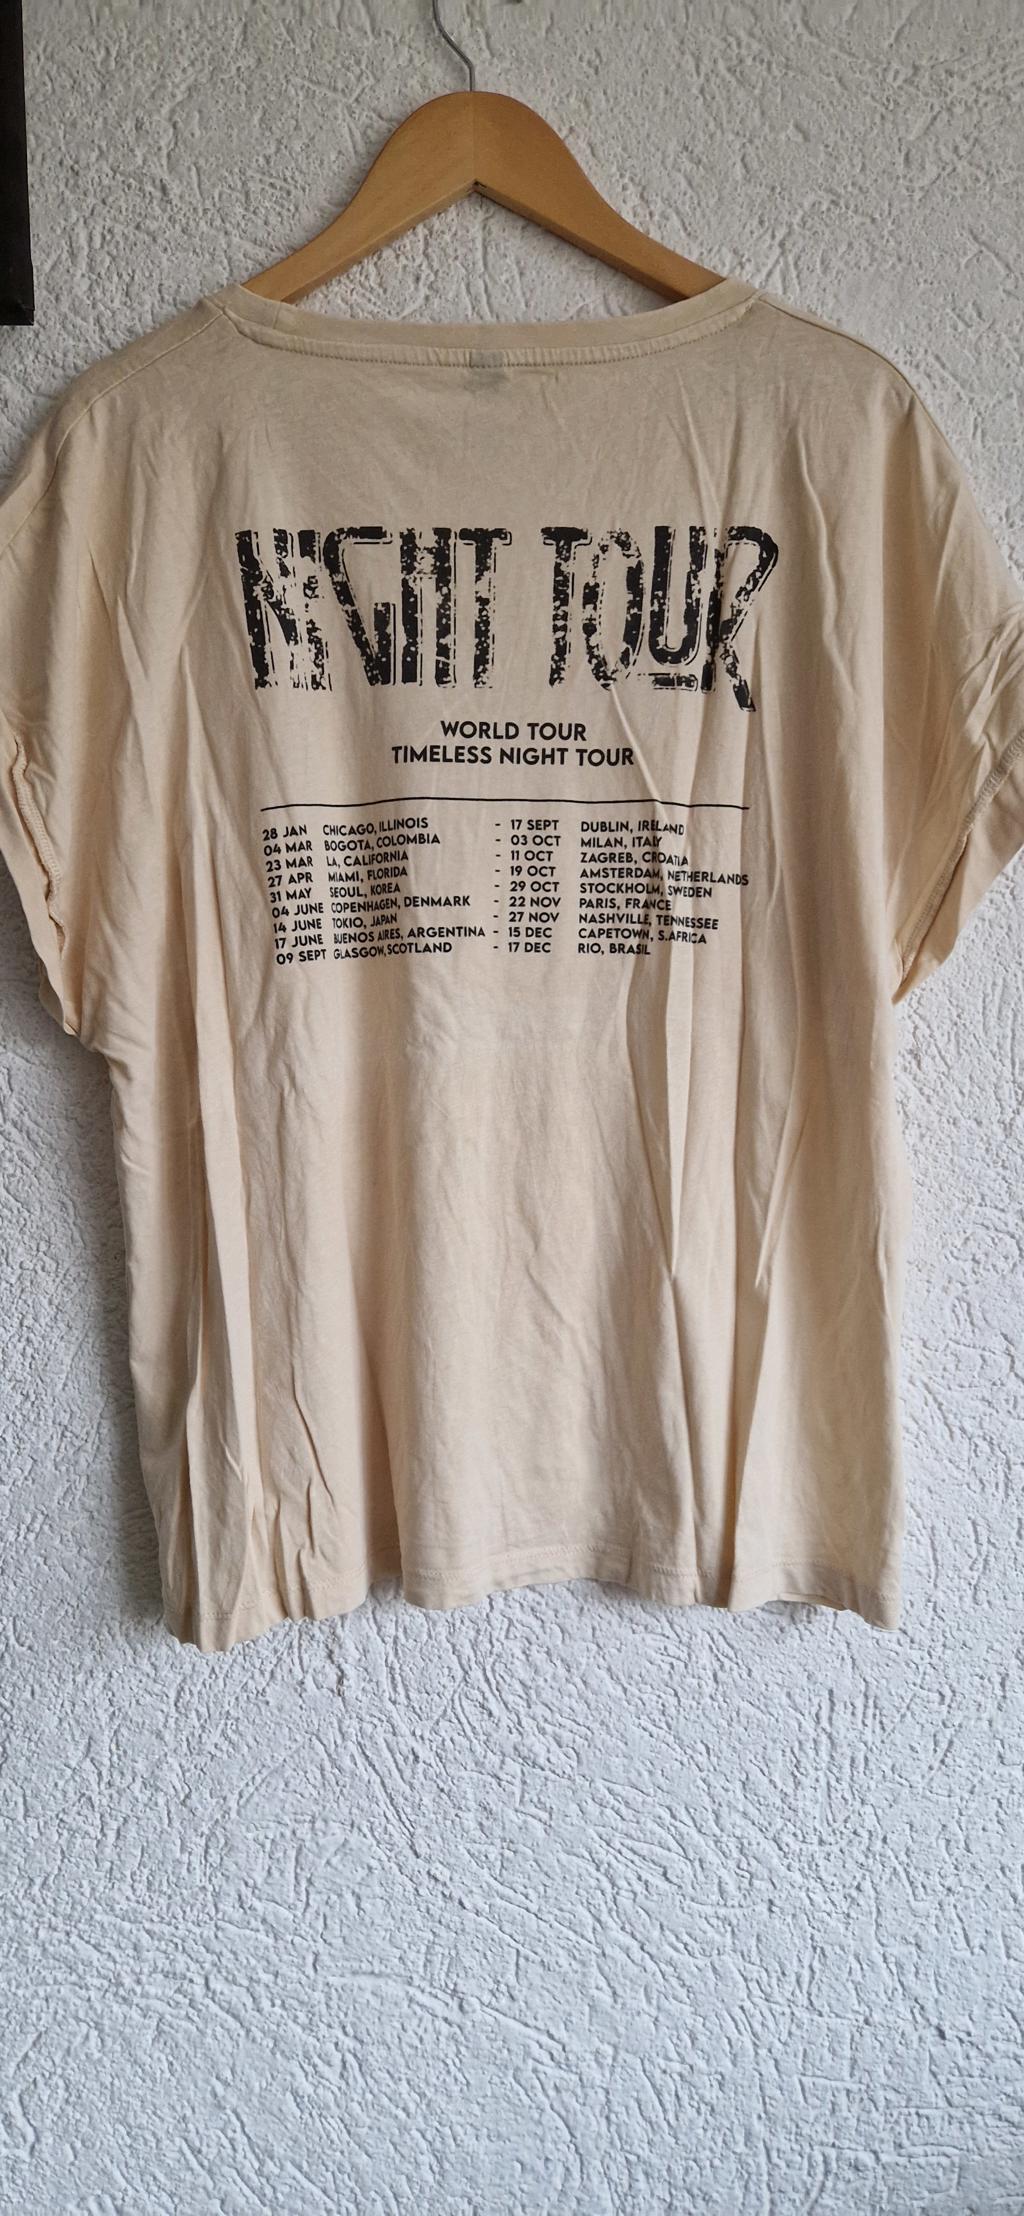 NIGHT TOUR
WORLD TOUR
TIMELESS NIGHT TOUR
28 JAN CHICAGO, ILLINOIS - 17 SEPT DUBLIN, IRELAND
04 MAR BOGOTA, COLOMBIA - 03 OCT MILAN, ITALY
23 MAR LA, CALIFORNIA - 11 OCT ZAGREB, CROATIA
27 APR MIAMI, FLORIDA - 19 OCT AMSTERDAM, NETHERLANDS
31 MAY SEOUL, KOREA - 29 OCT STOCKHOLM, SWEDEN
04 JUNE COPENHAGEN, DENMARK - 22 NOV PARIS, FRANCE
14 JUNE TOKIO, JAPAN - 27 NOV NASHVILLE, TENNESSEE
17 JUNE BUENOS AIRES, ARGENTINA - 15 DEC CAPETOWN, S.AFRICA
09 SEPT GLASGOW, SCOTLAND - 17 DEC RIO, BRASIL